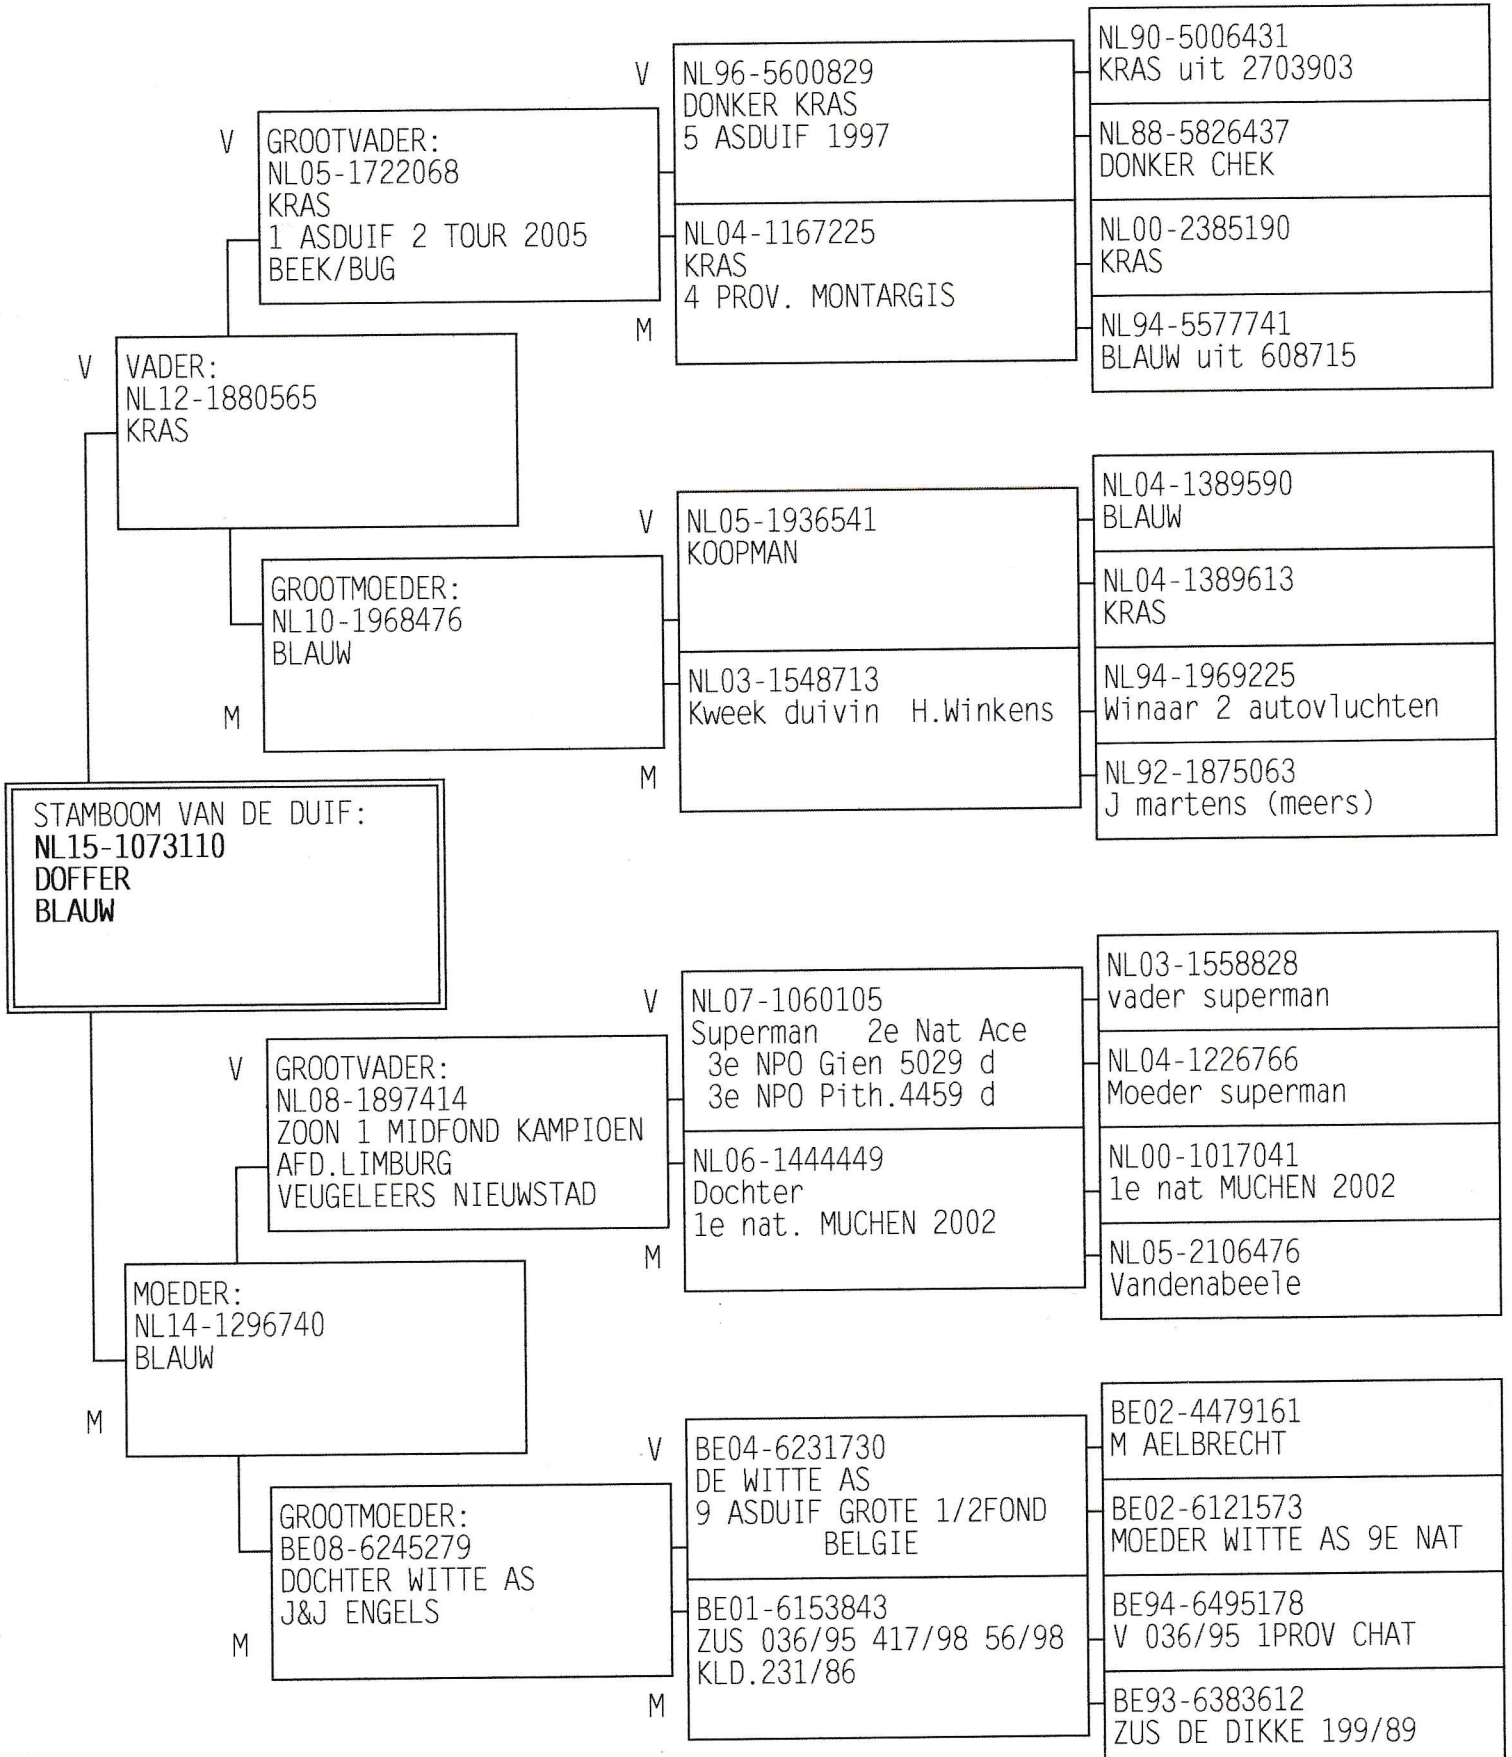 STAMBOOM VAN DE DUIF:
NL15-1073110
DOFFER
BLAUW
V
VADER:
NL12-1880565
KRAS
M
MOEDER:
NL14-1296740
BLAUW
V
GROOTVADER:
NL05-1722068
KRAS
1 ASDUIF 2 TOUR 2005
BEEK/BUG
M
GROOTMOEDER:
NL10-1968476
BLAUW
V
GROOTVADER:
NL08-1897414
ZOON 1 MIDFOND KAMPIOEN
AFD.LIMBURG
VEUGELEERS NIEUWSTAD
M
GROOTMOEDER:
BE08-6245279
DOCHTER WITTE AS
J&J ENGELS
V
NL96-5600829
DONKER KRAS
5 ASDUIF 1997
M
NL04-1167225
KRAS
4 PROV. MONTARGIS
V
NL05-1936541
KOOPMAN
M
NL03-1548713
Kweek duivin H.Winkens
V
NL07-1060105
Superman 2e Nat Ace
3e NPO Gien 5029 d
3e NPO Pith.4459 d
M
NL06-1444449
Dochter
1e nat. MUCHEN 2002
V
BE04-6231730
DE WITTE AS
9 ASDUIF GROTE 1/2FOND
BELGIE
M
BE01-6153843
ZUS 036/95 417/98 56/98
KLD.231/86
NL90-5006431
KRAS uit 2703903
NL88-5826437
DONKER CHEK
NL00-2385190
KRAS
NL94-5577741
BLAUW uit 608715
NL04-1389590
BLAUW
NL04-1389613
KRAS
NL94-1969225
Winaar 2 autovluchten
NL92-1875063
J martens (meers)
NL03-1558828
vader superman
NL04-1226766
Moeder superman
NL00-1017041
1e nat MUCHEN 2002
NL05-2106476
Vandenabeele
BE02-4479161
M AELBRECHT
BE02-6121573
MOEDER WITTE AS 9E NAT
BE94-6495178
V 036/95 1PROV CHAT
BE93-6383612
ZUS DE DIKKE 199/89